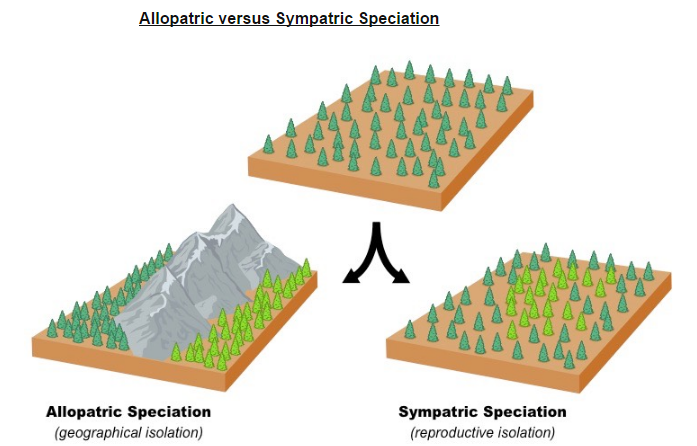 Allopatric versus Sympatric Speciation
Allopatric Speciation
(geographical isolation)
Sympatric Speciation
(reproductive isolation)